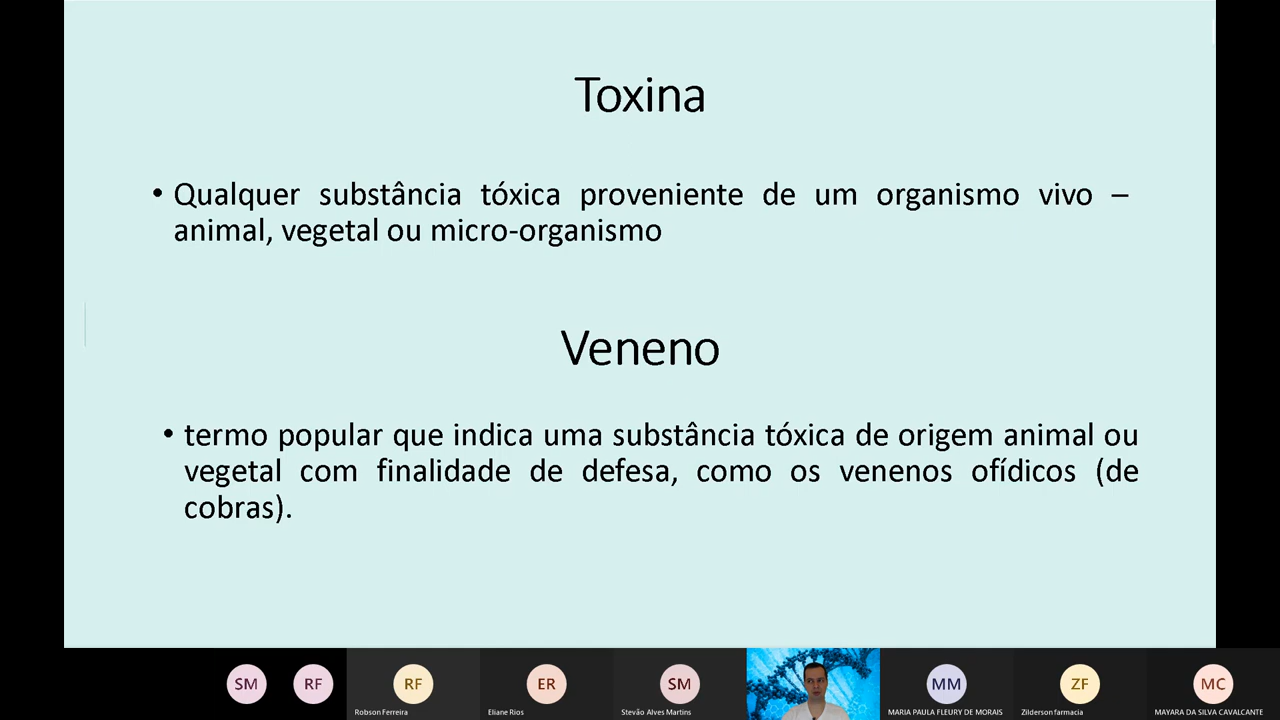 Toxina
• Qualquer substância tóxica proveniente de um organismo vivo –
animal, vegetal ou micro-organismo
Veneno
• termo popular que indica uma substância tóxica de origem animal ou
vegetal com finalidade de defesa, como os venenos ofídicos (de
cobras).
SM RF RF ER SM MM ZF MC
Robson Ferreira Eliane Rios Stevão Alves Martins MARIA PAULA FLEURY DE MORAIS Zilderson farmacia MAYARA DA SILVA CAVALCANTE